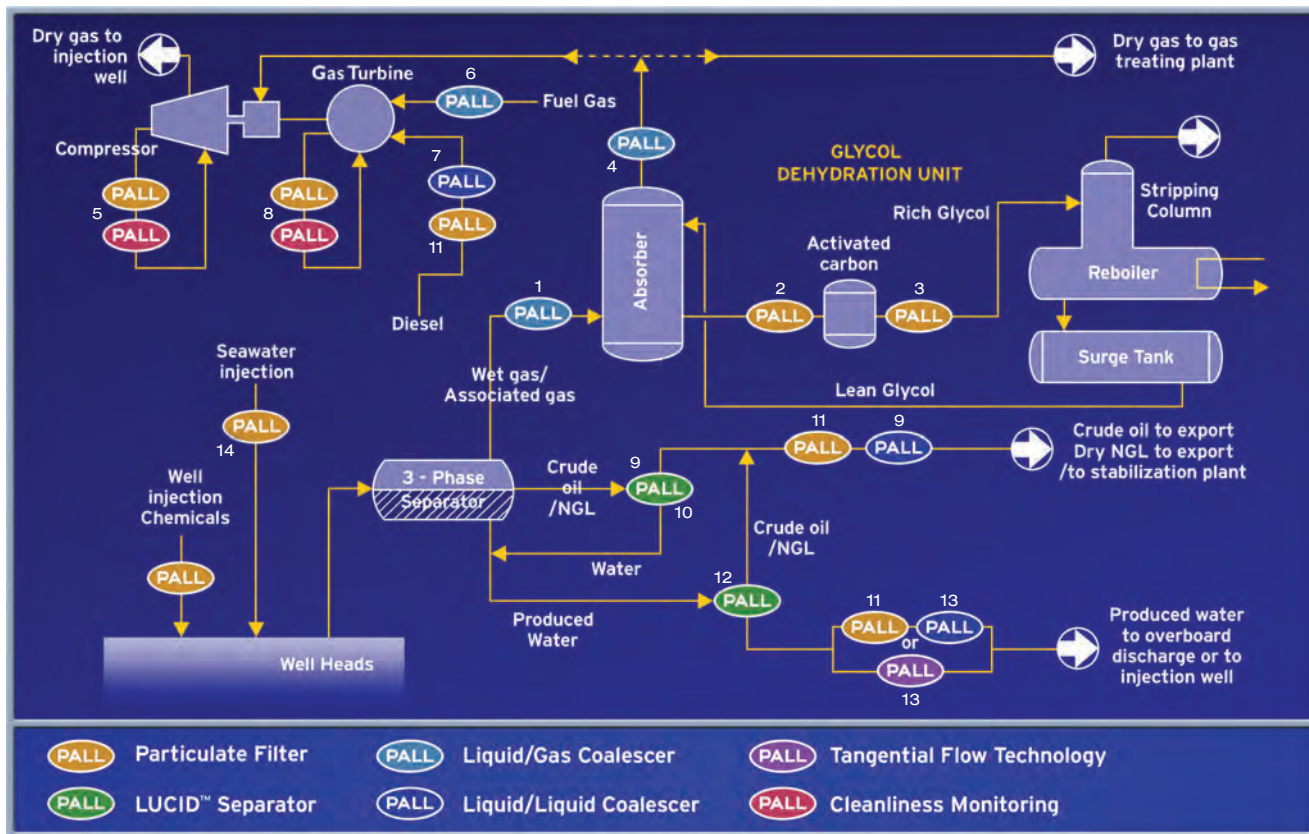 Dry gas to
injection
well
Gas Turbine
6
PALL
Fuel Gas
Dry gas to gas
treating plant
Compressor
PALL
5
PALL
PALL
8
PALL
7
PALL
PALL
11
Diesel
PALL
4
GLYCOL
DEHYDRATION UNIT
Absorber
Rich Glycol
Stripping
Column
Activated
carbon
Reboiler
1
PALL
2
PALL
3
PALL
Surge Tank
Lean Glycol
Seawater
injection
PALL
14
Wet gas/
Associated gas
Well
injection
Chemicals
PALL
3 - Phase
Separator
Crude
oil
/NGL
9
PALL
10
11
PALL
9
PALL
Crude oil to export
Dry NGL to export
/to stabilization plant
Crude oil
/NGL
Water
12
PALL
Produced
Water
11
PALL
13
PALL
or
PALL
13
Produced water
to overboard
discharge or to
injection well
Well Heads
PALL Particulate Filter
PALL Liquid/Gas Coalescer
PALL Tangential Flow Technology
PALL LUCID™ Separator
PALL Liquid/Liquid Coalescer
PALL Cleanliness Monitoring